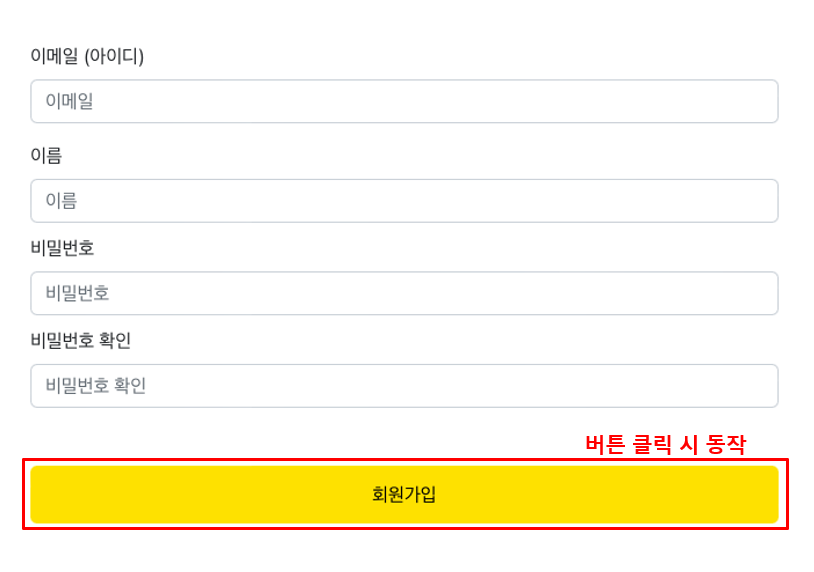 이메일 (아이디)
이메일
이름
이름
비밀번호
비밀번호
비밀번호 확인
비밀번호 확인
버튼 클릭 시 동작
회원가입